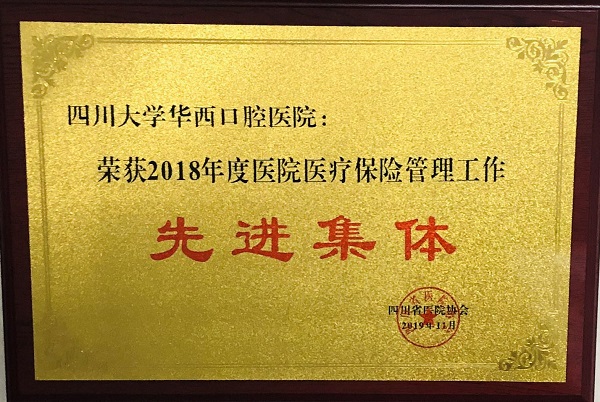 四川大学华西口腔医院：
荣获2018年度医院医疗保险管理工作
先进集体
四川省医院协会
2019年11月